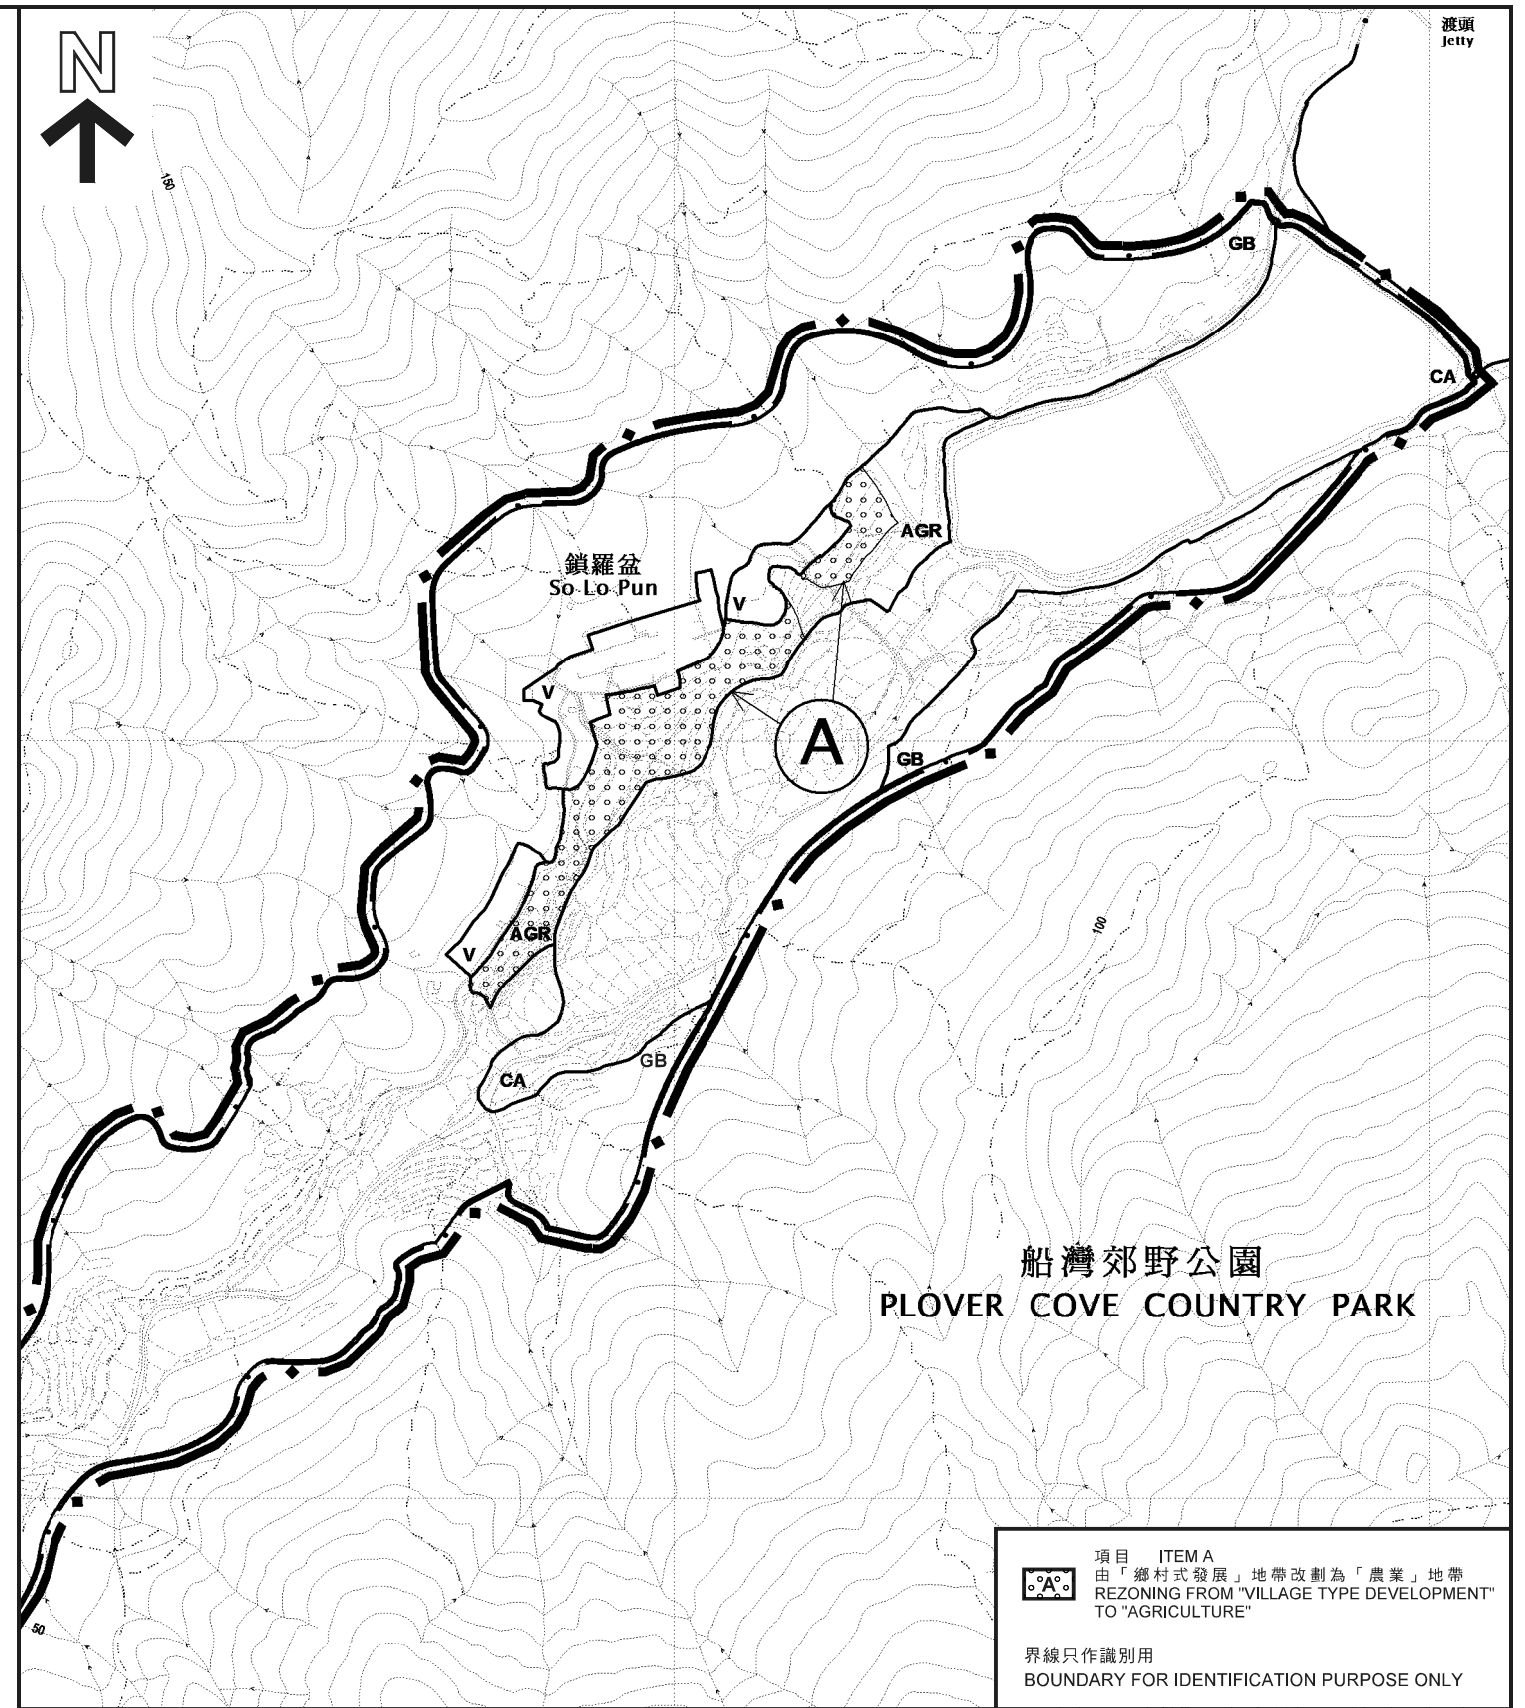 N
渡頭
Jetty
150
GB
CA
AGR
鎖羅盆
So Lo Pun
V
V
A
GB
AGR
V
100
GB
CA
船灣郊野公園
PLOVER COVE COUNTRY PARK
50
A
項目 ITEM A
由「鄉村式發展」地帶改劃為「農業」地帶
REZONING FROM "VILLAGE TYPE DEVELOPMENT"
TO "AGRICULTURE"
界線只作識別用
BOUNDARY FOR IDENTIFICATION PURPOSE ONLY